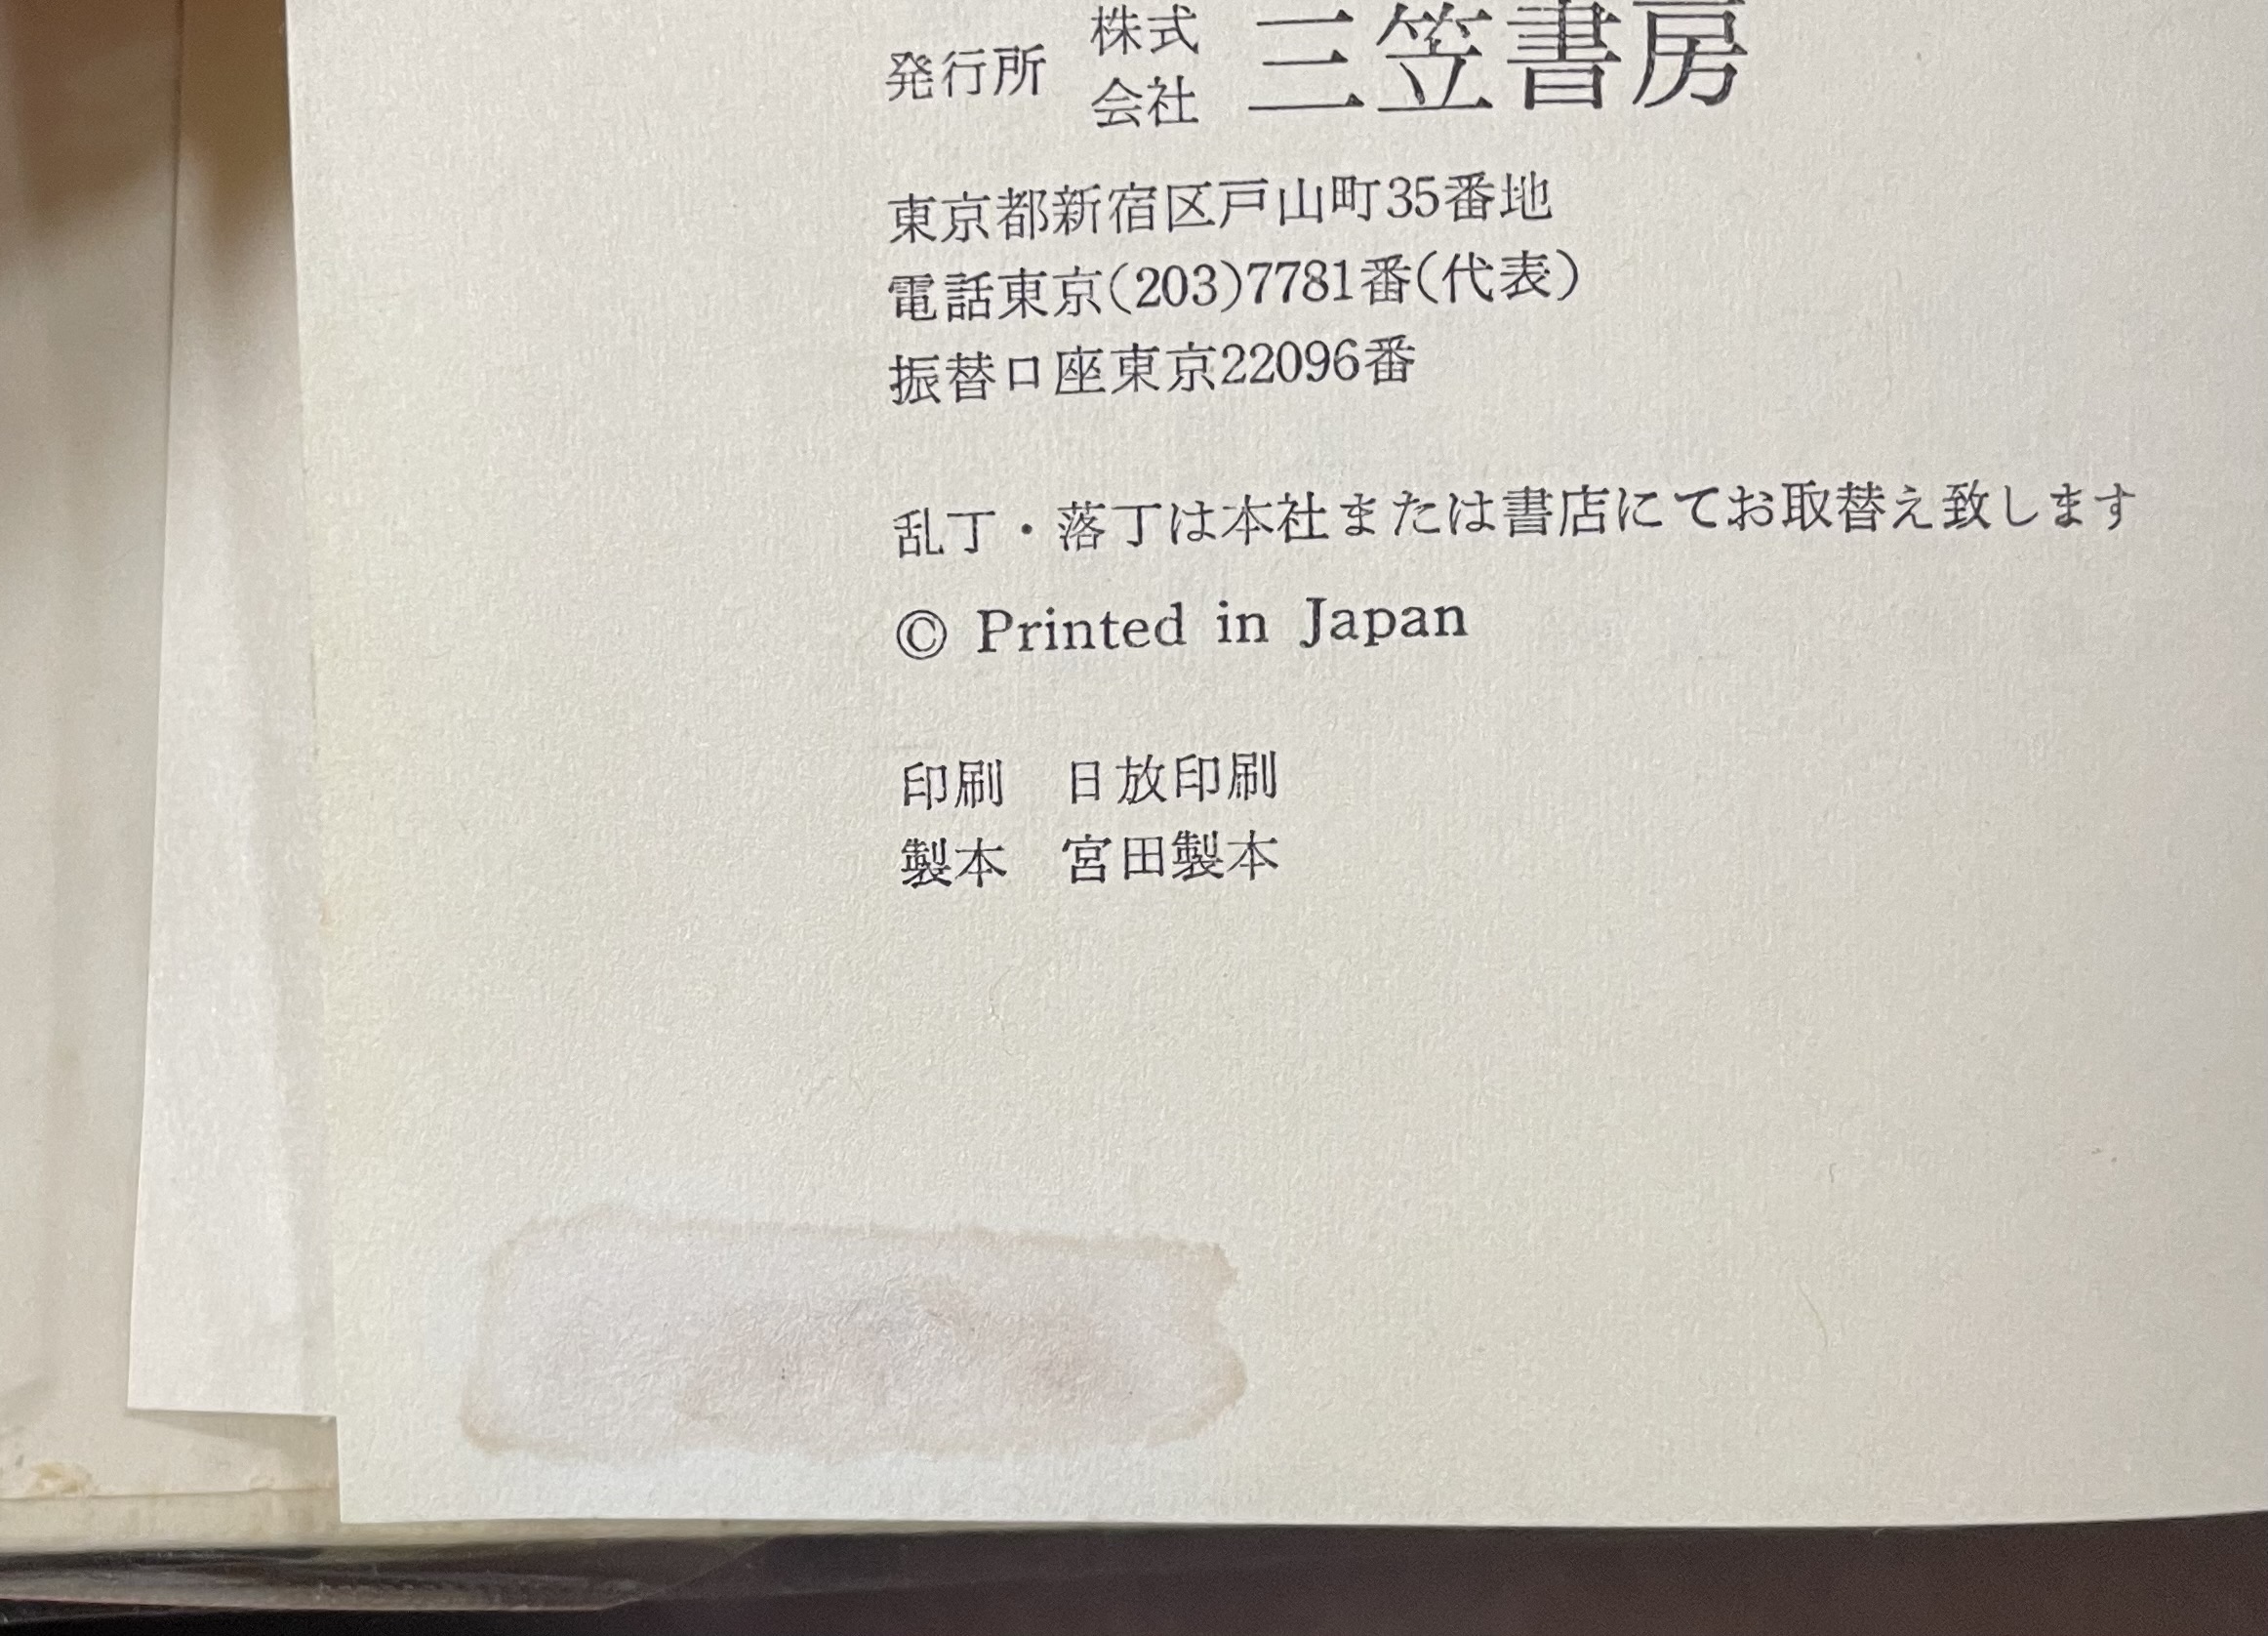 発行所 株式会社 三笠書房
東京都新宿区戸山町35番地
電話東京(203)7781番(代表)
振替口座東京22096番
乱丁・落丁は本社または書店にてお取替え致します
© Printed in Japan
印刷　日放印刷
製本　宮田製本